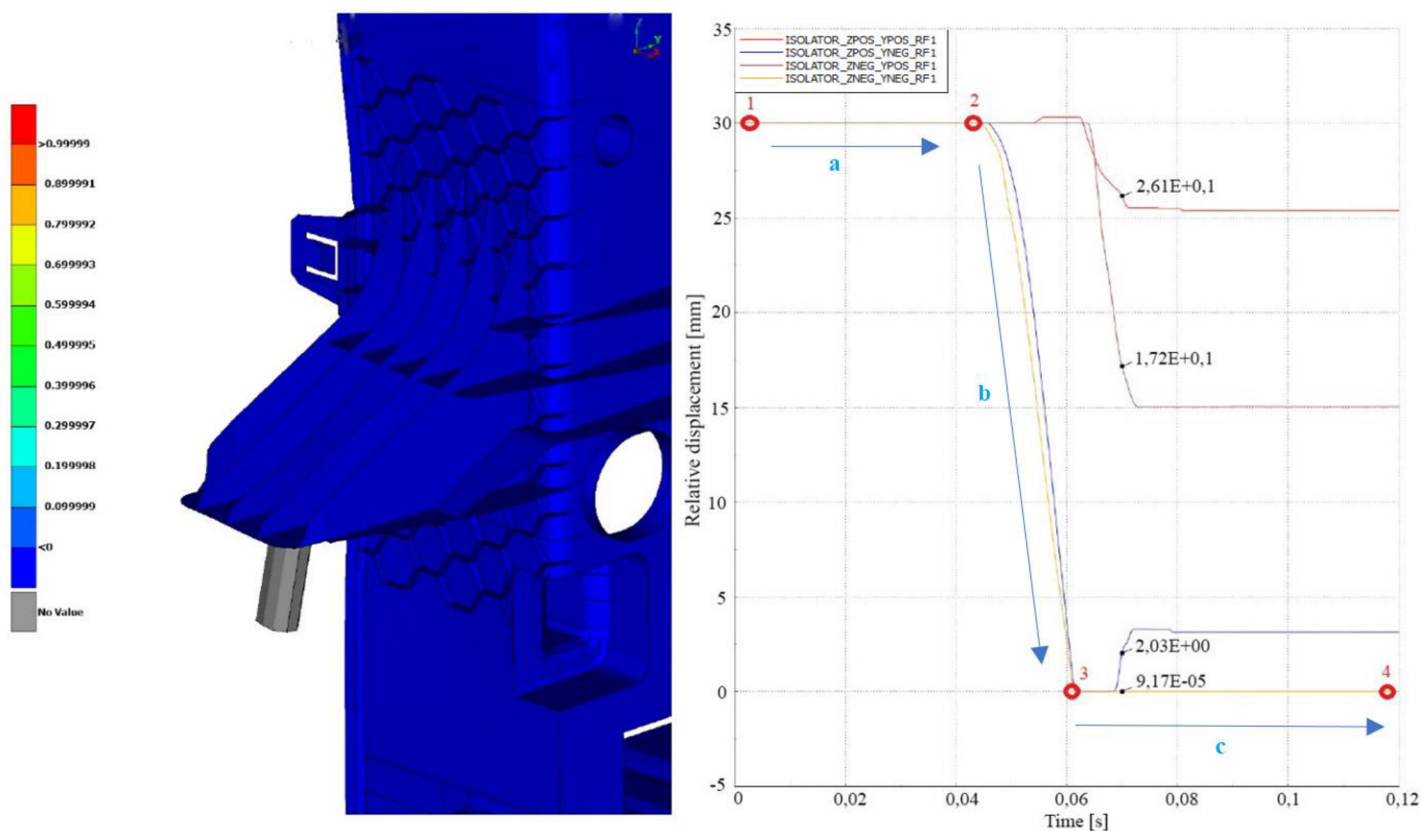 >0.99999
0.899991
0.799992
0.699993
0.599994
0.499995
0.399996
0.299997
0.199998
0.099999
<0
No Value
Y
35
30
25
20
15
10
5
0
-5
Relative displacement [mm]
ISOLATOR_ZPOS_YPOS_RF1
ISOLATOR_ZPOS_YNEG_RF1
ISOLATOR_ZNEG_YPOS_RF1
ISOLATOR_ZNEG_YNEG_RF1
1
2
a
2,61E+0,1
1,72E+0,1
b
2,03E+00
3
9,17E-05
4
c
0
0,02
0,04
0,06
0,08
0,1
0,12
Time [s]